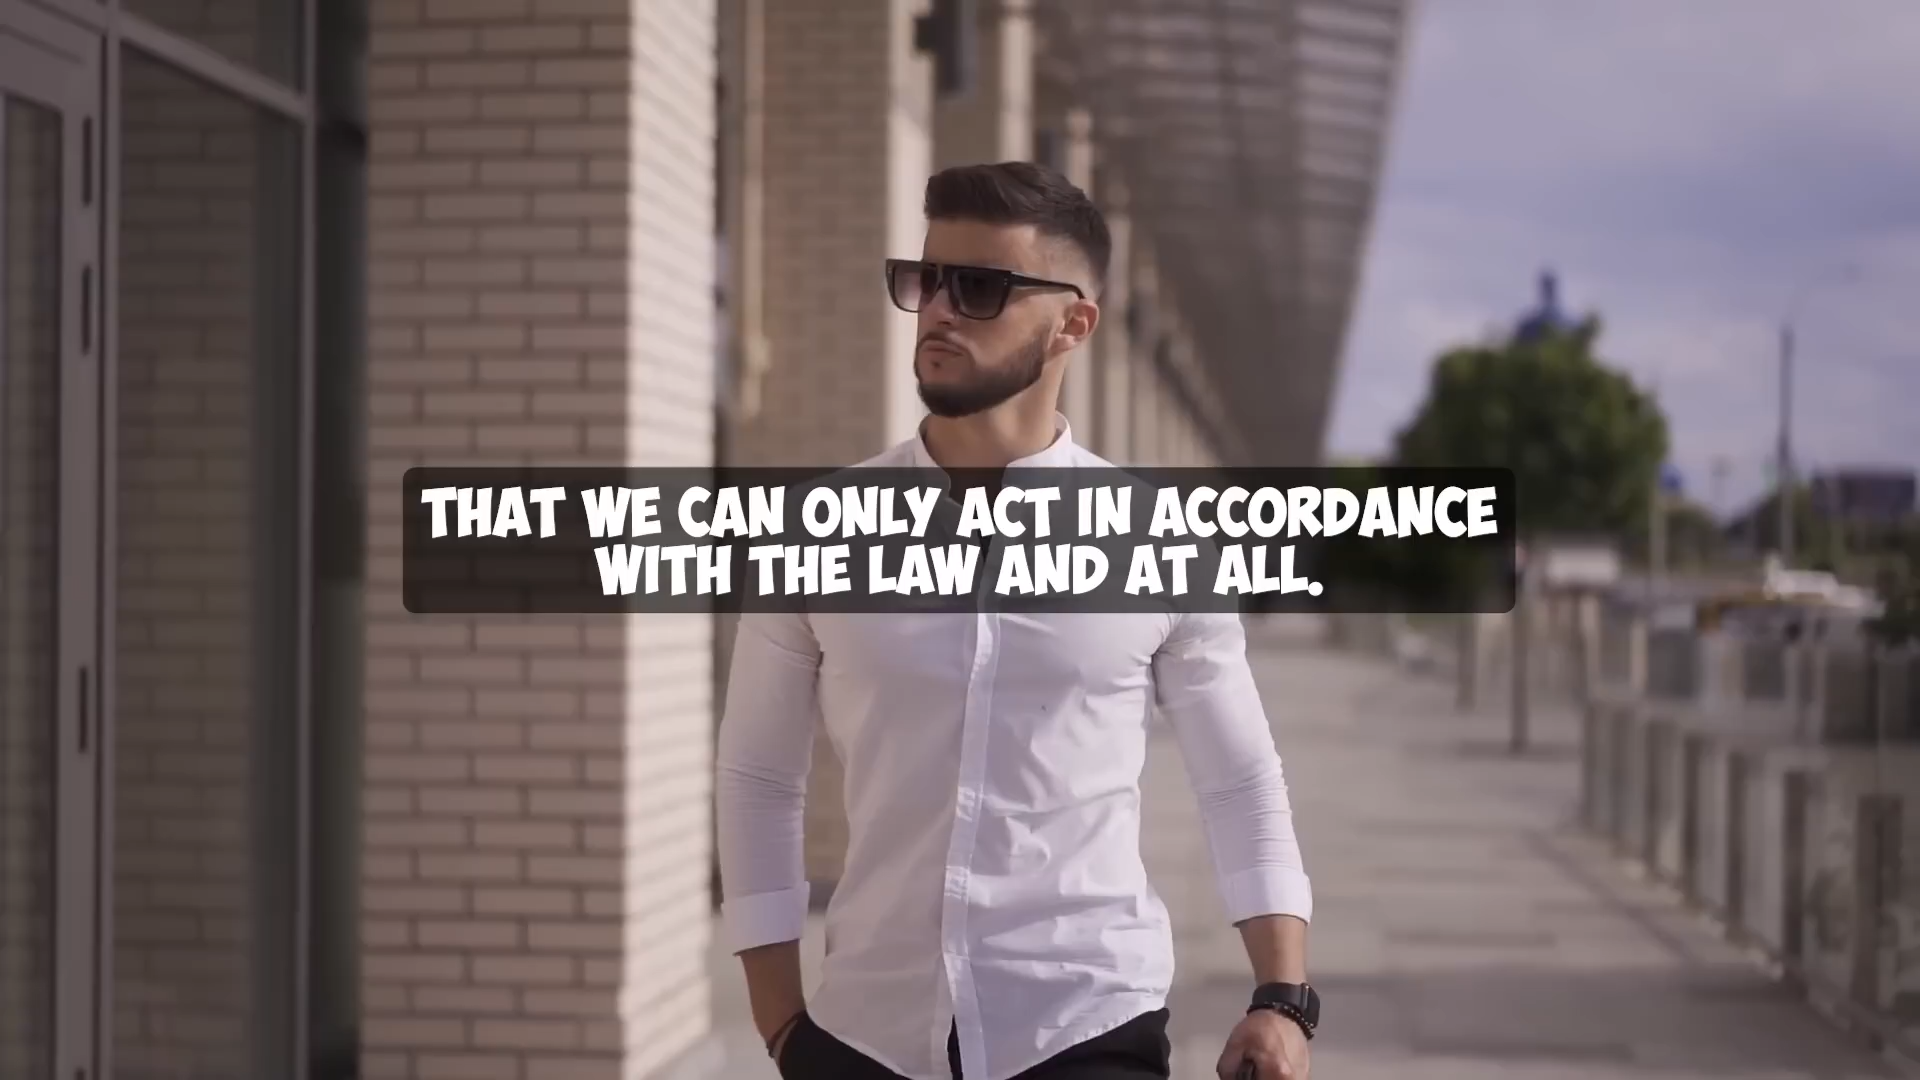 THAT WE CAN ONLY ACT IN ACCORDANCE
WITH THE LAW AND AT ALL.